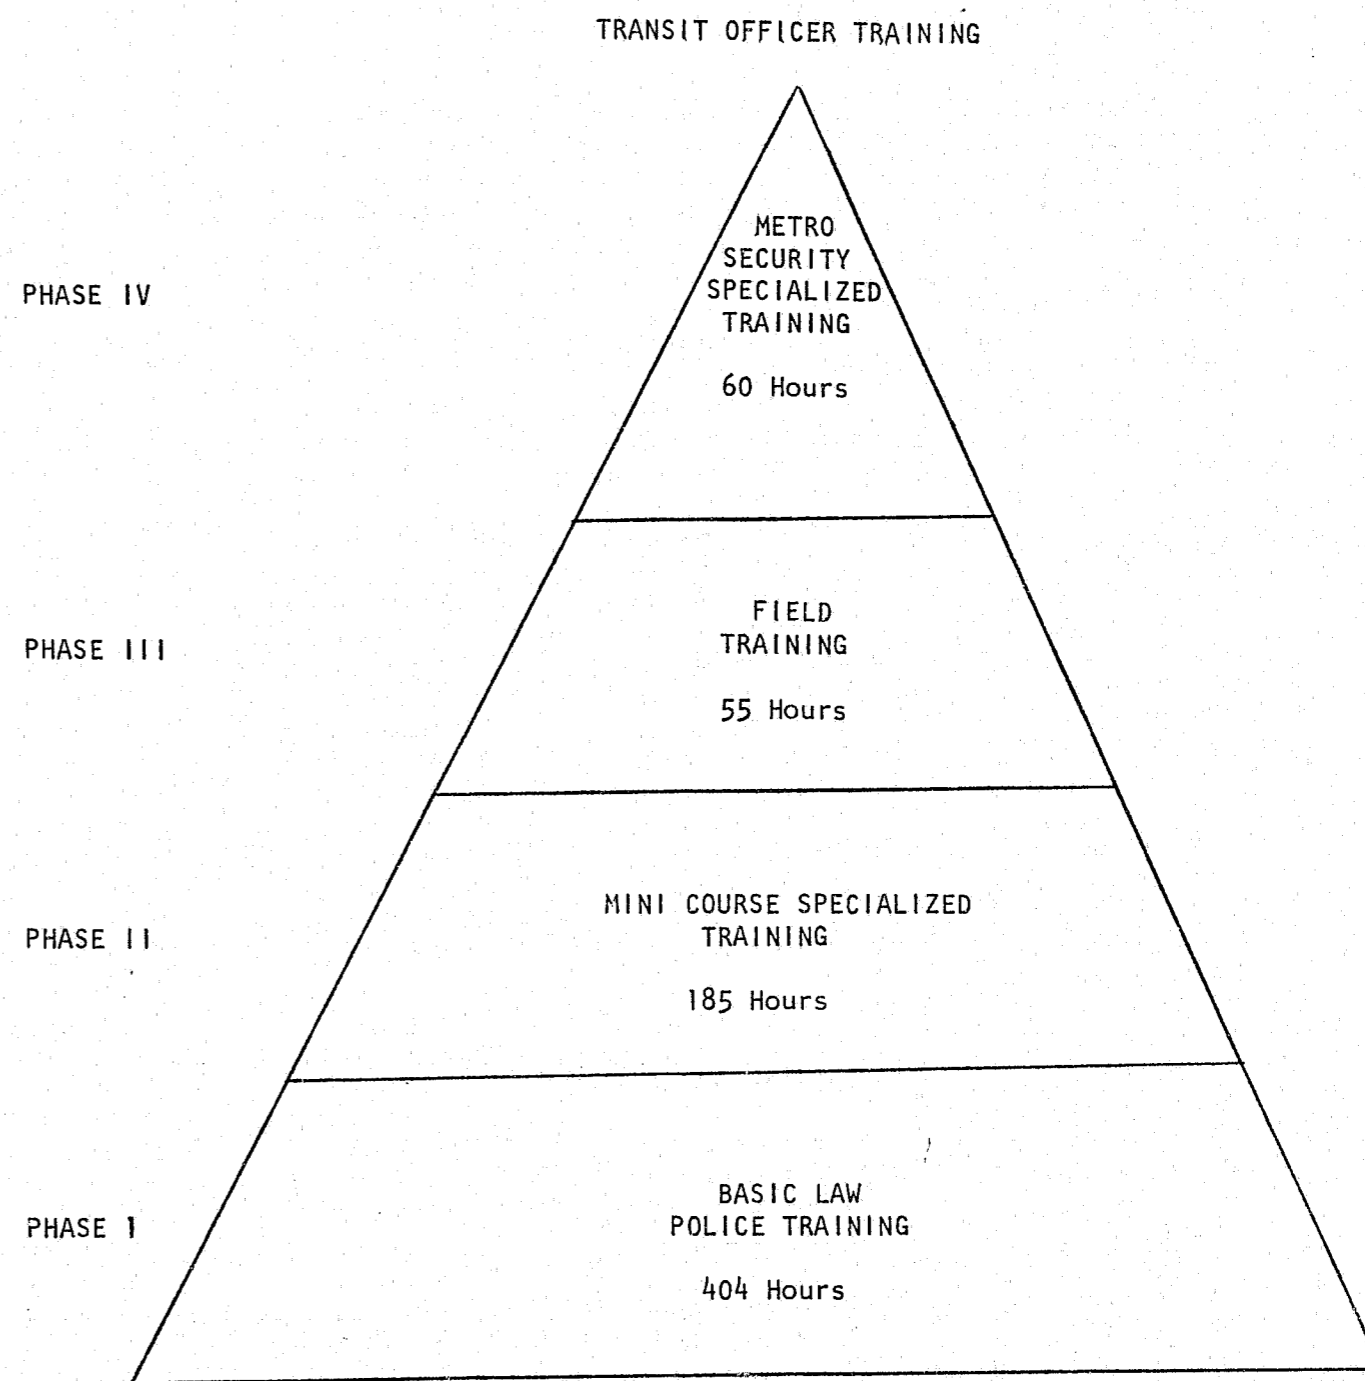 TRANSIT OFFICER TRAINING
PHASE IV
METRO
SECURITY
SPECIALIZED
TRAINING
60 Hours
PHASE III
FIELD
TRAINING
55 Hours
PHASE II
MINI COURSE SPECIALIZED
TRAINING
185 Hours
PHASE I
BASIC LAW
POLICE TRAINING
404 Hours